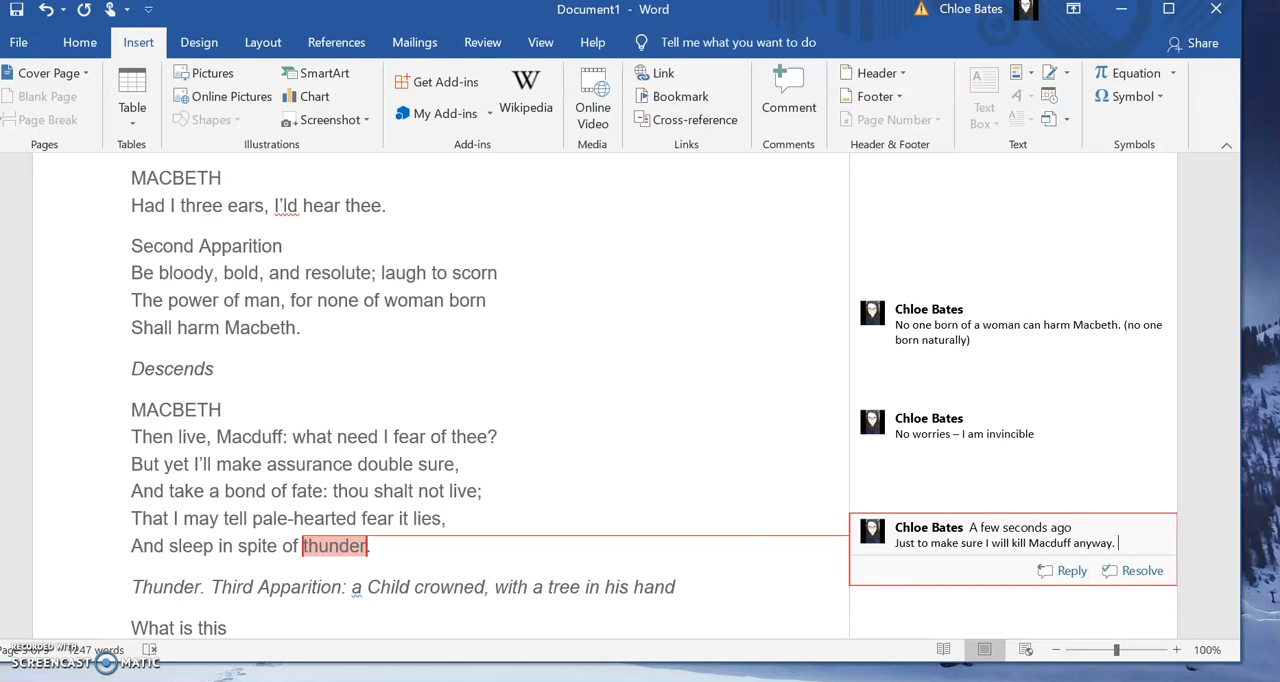 Document1 - Word
Chloe Bates
File Home Insert Design Layout References Mailings Review View Help Tell me what you want to do Share
Cover Page
Blank Page
Page Break
Pages
Table
Tables
Pictures
Online Pictures
Shapes
SmartArt
Chart
Screenshot
Illustrations
Get Add-ins
My Add-ins
Wikipedia
Add-ins
Online
Video
Media
Link
Bookmark
Cross-reference
Links
Comment
Comments
Header
Footer
Page Number
Header & Footer
Text
Box
Text
Equation
Symbol
Symbols
MACBETH
Had I three ears, I'ld hear thee.
Second Apparition
Be bloody, bold, and resolute; laugh to scorn
The power of man, for none of woman born
Shall harm Macbeth.
Descends
MACBETH
Then live, Macduff: what need I fear of thee?
But yet I'll make assurance double sure,
And take a bond of fate: thou shalt not live;
That I may tell pale-hearted fear it lies,
And sleep in spite of thunder.
Thunder. Third Apparition: a Child crowned, with a tree in his hand
What is this
Chloe Bates
No one born of a woman can harm Macbeth. (no one
born naturally)
Chloe Bates
No worries – I am invincible
Chloe Bates A few seconds ago
Just to make sure I will kill Macduff anyway.
Reply Resolve
1247 words
100%
RECORDED WITH
SCREENCAST MATIC